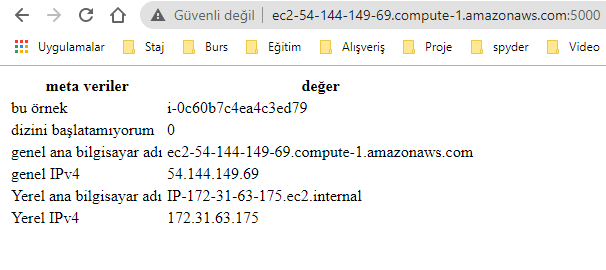 Güvenli değil | ec2-54-144-149-69.compute-1.amazonaws.com:5000
Uygulamalar Staj Burs Eğitim Alışveriş Proje spyder Video
meta veriler değer
bu örnek i-0c60b7c4ea4c3ed79
dizini başlatamıyorum 0
genel ana bilgisayar adı ec2-54-144-149-69.compute-1.amazonaws.com
genel IPv4 54.144.149.69
Yerel ana bilgisayar adı IP-172-31-63-175.ec2.internal
Yerel IPv4 172.31.63.175